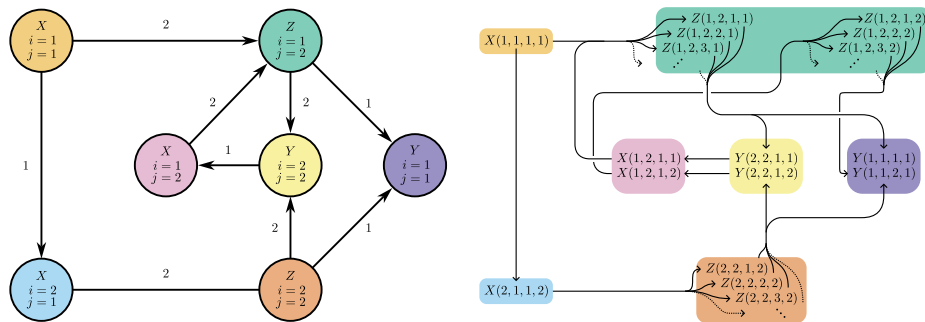 X
i = 1
j = 1
2
Z
i = 1
j = 2
1
2
2
1
X
i = 1
j = 2
1
Y
i = 2
j = 2
Y
i = 1
j = 1
2
1
X
i = 2
j = 1
2
Z
i = 2
j = 2
X(1, 1, 1, 1)
Z(1, 2, 1, 1)
Z(1, 2, 2, 1)
Z(1, 2, 3, 1)
⋱
Z(1, 2, 1, 2)
Z(1, 2, 2, 2)
Z(1, 2, 3, 2)
⋱
X(1, 2, 1, 1)
X(1, 2, 1, 2)
Y(2, 2, 1, 1)
Y(2, 2, 1, 2)
Y(1, 1, 1, 1)
Y(1, 1, 2, 1)
X(2, 1, 1, 2)
Z(2, 2, 1, 2)
Z(2, 2, 2, 2)
Z(2, 2, 3, 2)
⋱